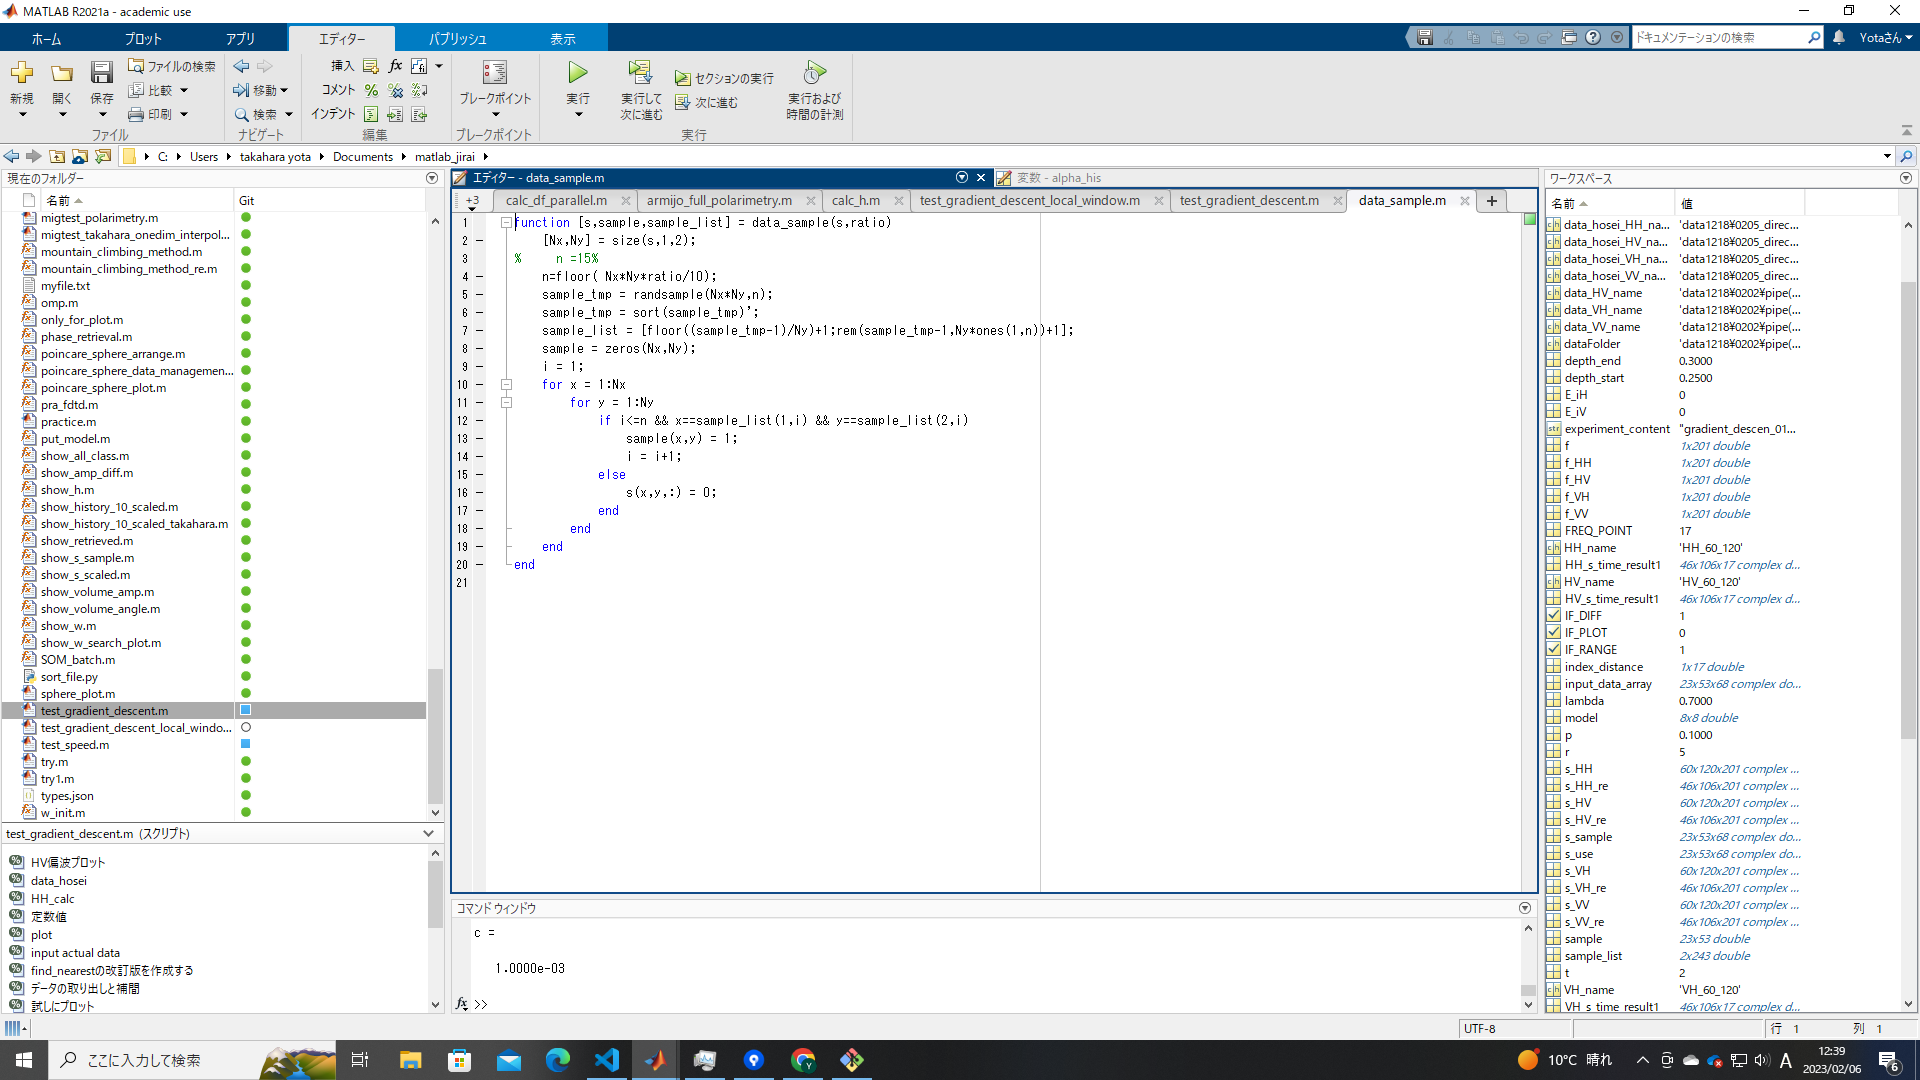 MATLAB R2021a - academic use
ホーム プロット アプリ エディター パブリッシュ 表示
ドキュメンテーションの検索 Yotaさん
新規 開く 保存 ファイルの検索 比較 印刷 ファイル
移動 検索 ナビゲート
挿入 fx コメント インデント 編集
ブレークポイント ブレークポイント
実行 実行して次に進む セクションの実行 次に進む 実行および時間の計測 実行
C: Users takahara yota Documents matlab_jirai
現在のフォルダー
名前 Git
migtest_polarimetry.m
migtest_takahara_onedim_interpol...
mountain_climbing_method.m
mountain_climbing_method_re.m
myfile.txt
omp.m
only_for_plot.m
phase_retrieval.m
poincare_sphere_arrange.m
poincare_sphere_data_managemen...
poincare_sphere_plot.m
pra_fdtd.m
practice.m
put_model.m
show_all_class.m
show_amp_diff.m
show_h.m
show_history_10_scaled.m
show_history_10_scaled_takahara.m
show_retrieved.m
show_s_sample.m
show_s_scaled.m
show_volume_amp.m
show_volume_angle.m
show_w.m
show_w_search_plot.m
SOM_batch.m
sort_file.py
sphere_plot.m
test_gradient_descent.m
test_gradient_descent_local_windo...
test_speed.m
try.m
try1.m
types.json
w_init.m
test_gradient_descent.m (スクリプト)
HV偏波プロット
data_hosei
HH_calc
定数値
plot
input actual data
find_nearestの改訂版を作成する
データの取り出しと補間
試しにプロット
エディター - data_sample.m 変数 - alpha_his
+3 calc_df_parallel.m armijo_full_polarimetry.m calc_h.m test_gradient_descent_local_window.m test_gradient_descent.m data_sample.m
1 function [s,sample,sample_list] = data_sample(s,ratio)
2 [Nx,Ny] = size(s,1,2);
3 % n =15%
4 n=floor( Nx*Ny*ratio/10);
5 sample_tmp = randsample(Nx*Ny,n);
6 sample_tmp = sort(sample_tmp)';
7 sample_list = [floor((sample_tmp-1)/Ny)+1;rem(sample_tmp-1,Ny*ones(1,n))+1];
8 sample = zeros(Nx,Ny);
9 i = 1;
10 for x = 1:Nx
11 for y = 1:Ny
12 if i<=n && x==sample_list(1,i) && y==sample_list(2,i)
13 sample(x,y) = 1;
14 i = i+1;
15 else
16 s(x,y,:) = 0;
17 end
18 end
19 end
20 end
21
コマンド ウィンドウ
c =
1.0000e-03
fx >>
ワークスペース
名前 値
data_hosei_HH_na... 'data1218¥0205_direc...
data_hosei_HV_na... 'data1218¥0205_direc...
data_hosei_VH_na... 'data1218¥0205_direc...
data_hosei_VV_na... 'data1218¥0205_direc...
data_HV_name 'data1218¥0202¥pipe(...
data_VH_name 'data1218¥0202¥pipe(...
data_VV_name 'data1218¥0202¥pipe(...
dataFolder 'data1218¥0202¥pipe(...
depth_end 0.3000
depth_start 0.2500
E_iH 0
E_iV 0
experiment_content "gradient_descen_01...
f 1x201 double
f_HH 1x201 double
f_HV 1x201 double
f_VH 1x201 double
f_VV 1x201 double
FREQ_POINT 17
HH_name 'HH_60_120'
HH_s_time_result1 46x106x17 complex d...
HV_name 'HV_60_120'
HV_s_time_result1 46x106x17 complex d...
IF_DIFF 1
IF_PLOT 0
IF_RANGE 1
index_distance 1x17 double
input_data_array 23x53x68 complex do...
lambda 0.7000
model 8x8 double
p 0.1000
r 5
s_HH 60x120x201 complex ...
s_HH_re 46x106x201 complex ...
s_HV 60x120x201 complex ...
s_HV_re 46x106x201 complex ...
s_sample 23x53x68 complex do...
s_use 23x53x68 complex do...
s_VH 60x120x201 complex ...
s_VH_re 46x106x201 complex ...
s_VV 60x120x201 complex ...
s_VV_re 46x106x201 complex ...
sample 23x53 double
sample_list 2x243 double
t 2
VH_name 'VH_60_120'
VH_s_time_result1 46x106x17 complex d...
UTF-8 行 1 列 1
ここに入力して検索
10°C 晴れ A 12:39 2023/02/06 6